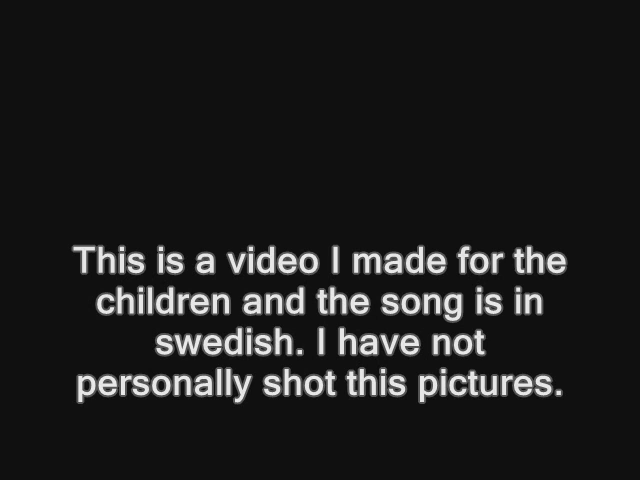 This is a video I made for the
children and the song is in
swedish. I have not
personally shot this pictures.